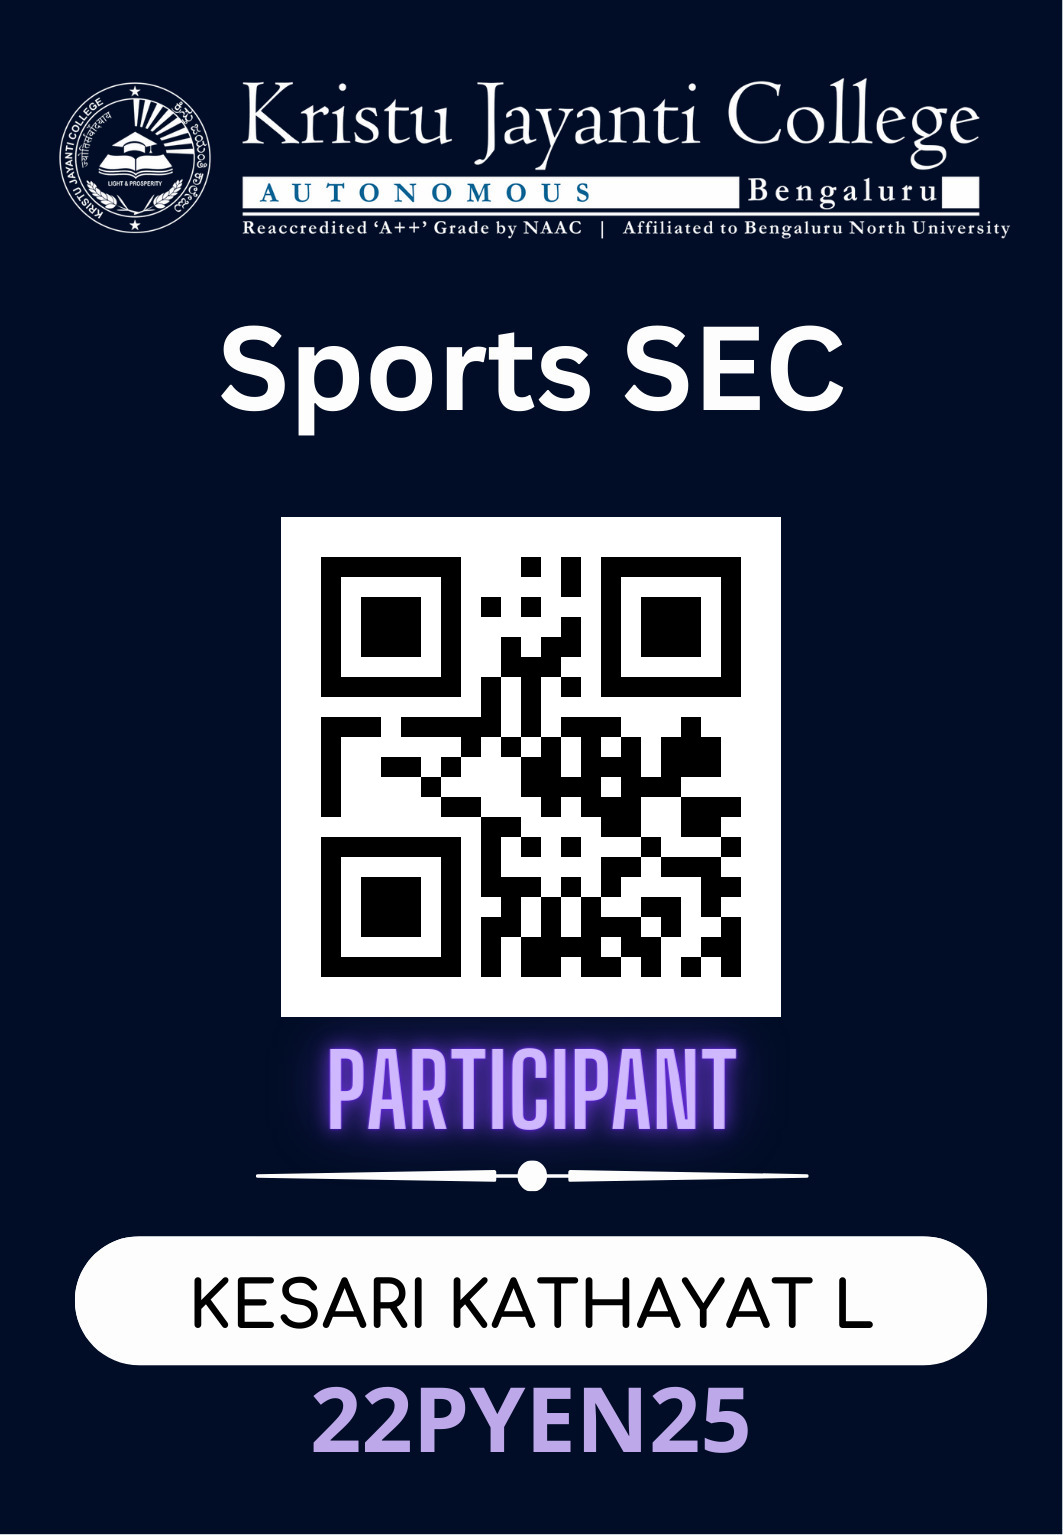 KRISTU JAYANTI COLLEGE
LIGHT & PROSPERITY
Kristu Jayanti College
AUTONOMOUS Bengaluru
Reaccredited ‘A++’ Grade by NAAC | Affiliated to Bengaluru North University
Sports SEC
PARTICIPANT
KESARI KATHAYAT L
22PYEN25